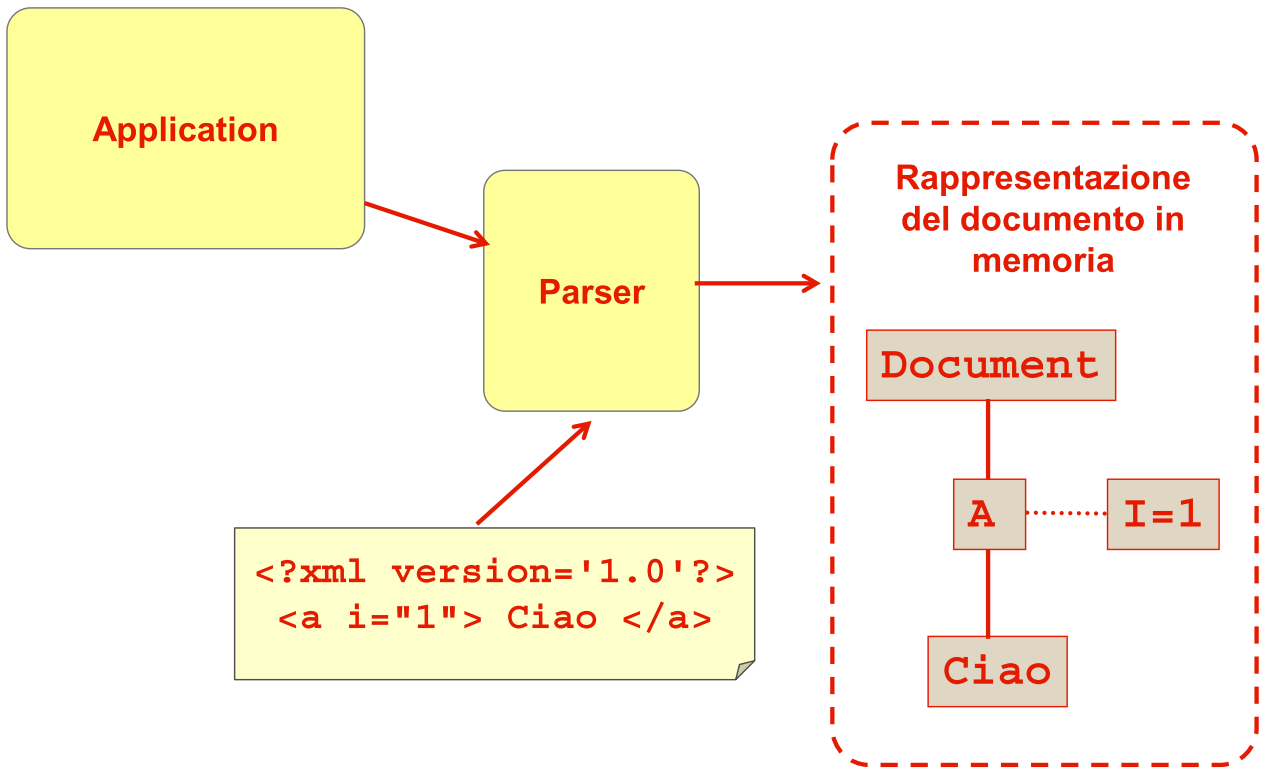 Application
Parser
<?xml version='1.0'?>
<a i="1"> Ciao </a>
Rappresentazione
del documento in
memoria
Document
A
I=1
Ciao